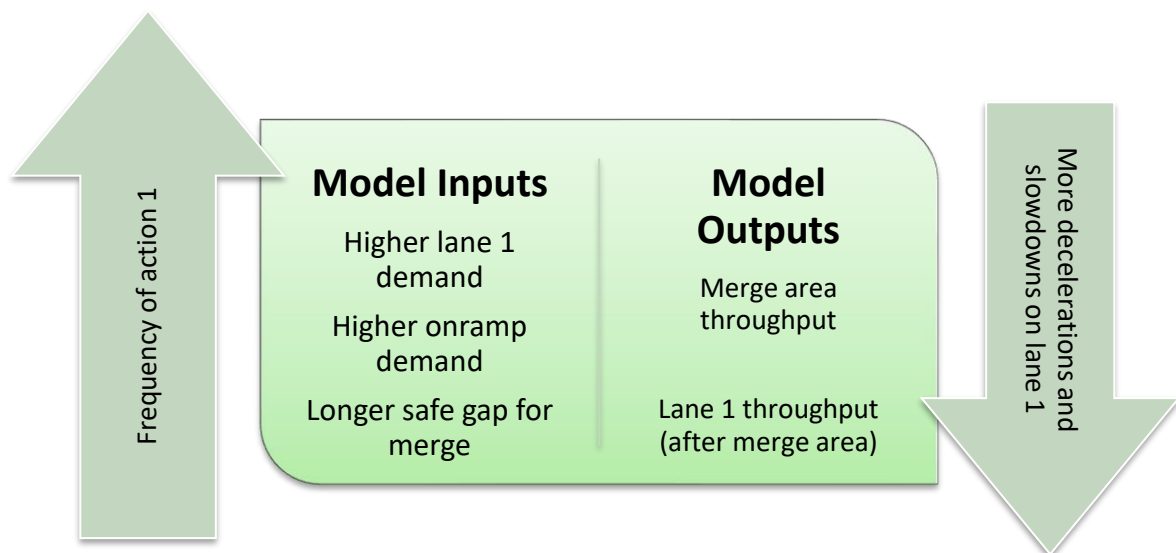 Frequency of action 1
Model Inputs
Higher lane 1
demand
Higher onramp
demand
Longer safe gap for
merge
Model
Outputs
Merge area
throughput
Lane 1 throughput
(after merge area)
More decelerations and
slowdowns on lane 1